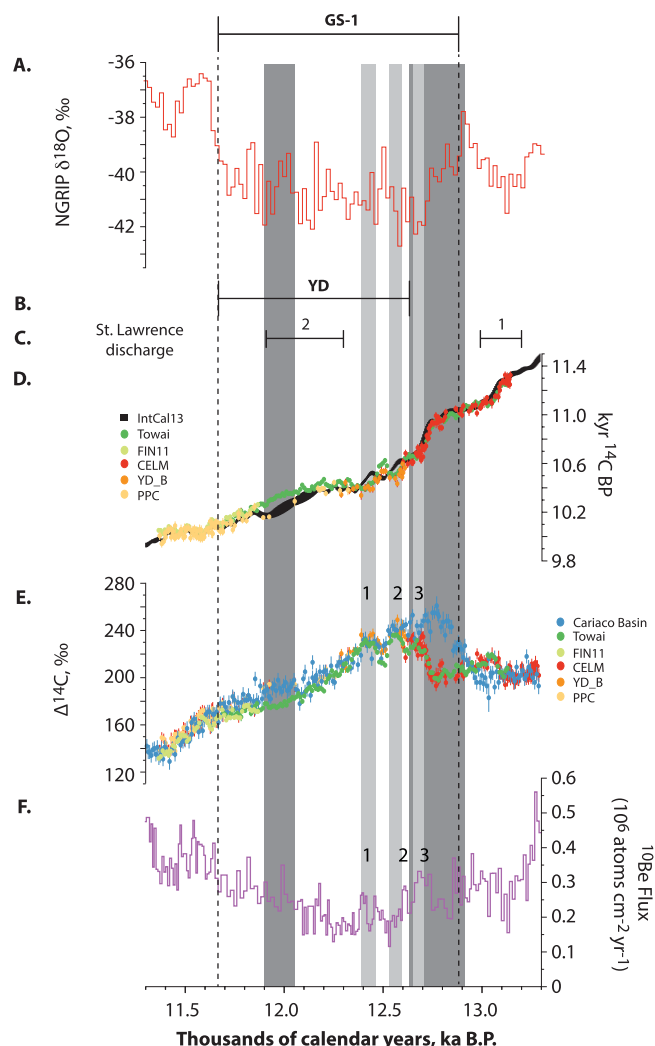 GS-1
A.
-36
-38
-40
-42
NGRIP δ18O, ‰
B.
YD
C.
St. Lawrence
discharge
2
1
D.
11.4
11.0
10.6
10.2
9.8
kyr 14C BP
IntCal13
Towai
FIN11
CELM
YD_B
PPC
E.
280
240
200
160
120
Δ14C, ‰
1
2
3
Cariaco Basin
Towai
FIN11
CELM
YD_B
PPC
F.
0.6
0.5
0.4
0.3
0.2
0.1
0
10Be Flux
(106 atoms cm-2 yr-1)
1
2
3
11.5
12.0
12.5
13.0
Thousands of calendar years, ka B.P.